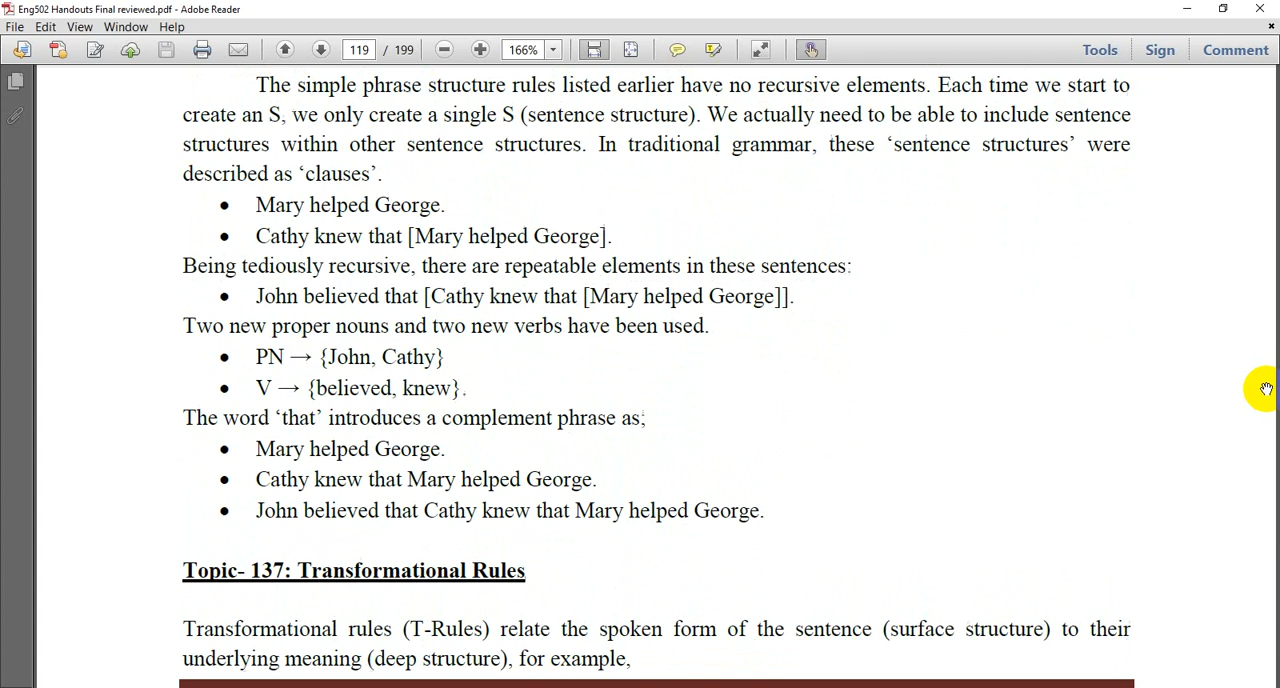 Eng502 Handouts Final reviewed.pdf - Adobe Reader
File Edit View Window Help
119 / 199 166% Tools Sign Comment
The simple phrase structure rules listed earlier have no recursive elements. Each time we start to
create an S, we only create a single S (sentence structure). We actually need to be able to include sentence
structures within other sentence structures. In traditional grammar, these ‘sentence structures’ were
described as ‘clauses’.
• Mary helped George.
• Cathy knew that [Mary helped George].
Being tediously recursive, there are repeatable elements in these sentences:
• John believed that [Cathy knew that [Mary helped George]].
Two new proper nouns and two new verbs have been used.
• PN → {John, Cathy}
• V → {believed, knew}.
The word ‘that’ introduces a complement phrase as;
• Mary helped George.
• Cathy knew that Mary helped George.
• John believed that Cathy knew that Mary helped George.
Topic- 137: Transformational Rules
Transformational rules (T-Rules) relate the spoken form of the sentence (surface structure) to their
underlying meaning (deep structure), for example,